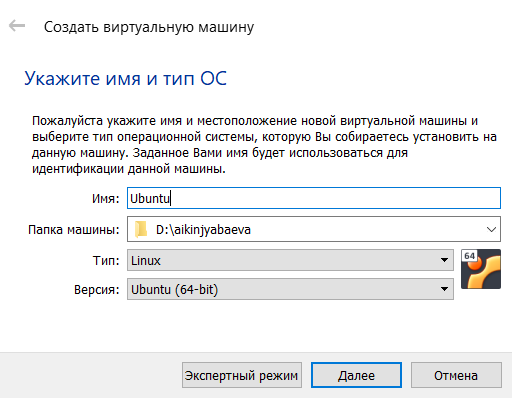 Создать виртуальную машину
Укажите имя и тип ОС
Пожалуйста укажите имя и местоположение новой виртуальной машины и
выберите тип операционной системы, которую Вы собираетесь установить на
данную машину. Заданное Вами имя будет использоваться для
идентификации данной машины.
Имя: Ubuntu
Папка машины: D:\aikinjyabaeva
Тип: Linux 64
Версия: Ubuntu (64-bit)
Экспертный режим Далее Отмена